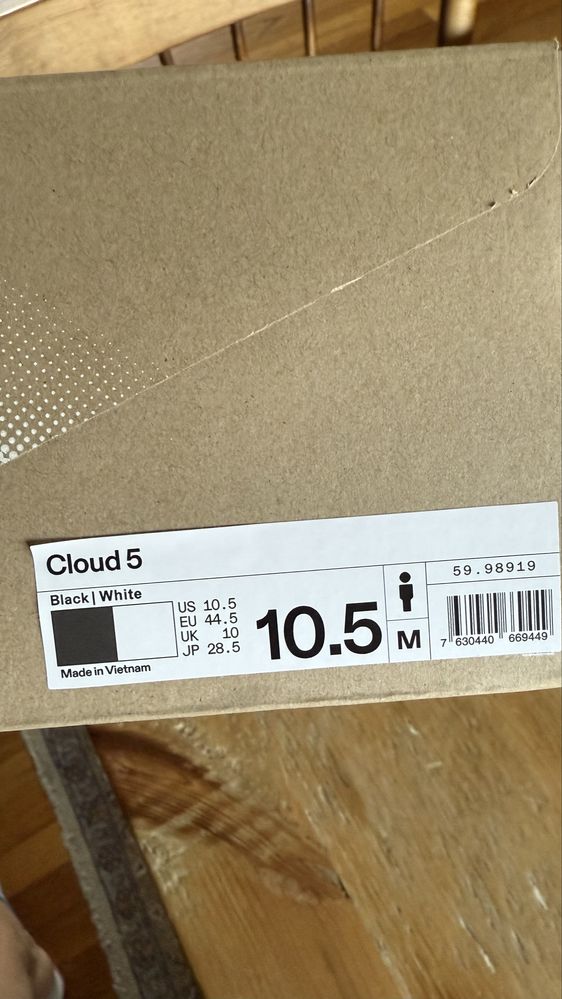 Cloud 5
Black | White
US 10.5
EU 44.5
UK 10
JP 28.5
Made in Vietnam
10.5
M
59.98919
7 630440 669449